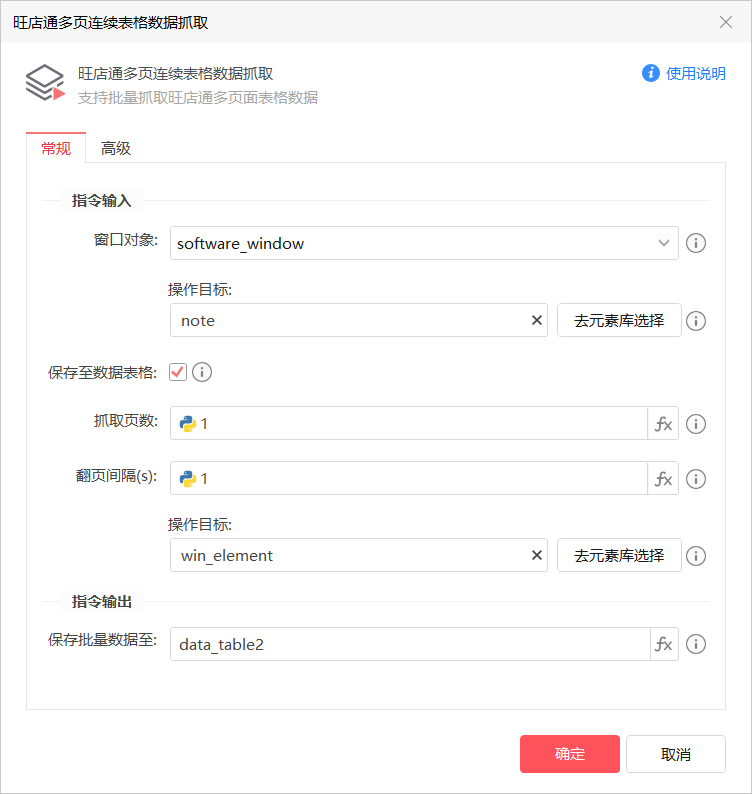 旺店通多页连续表格数据抓取
旺店通多页连续表格数据抓取
使用说明
支持批量抓取旺店通多页面表格数据
常规
高级
指令输入
窗口对象:
software_window
操作目标:
note
去元素库选择
保存至数据表格:
抓取页数:
1
fx
翻页间隔(s):
1
fx
操作目标:
win_element
去元素库选择
指令输出
保存批量数据至:
data_table2
fx
确定
取消